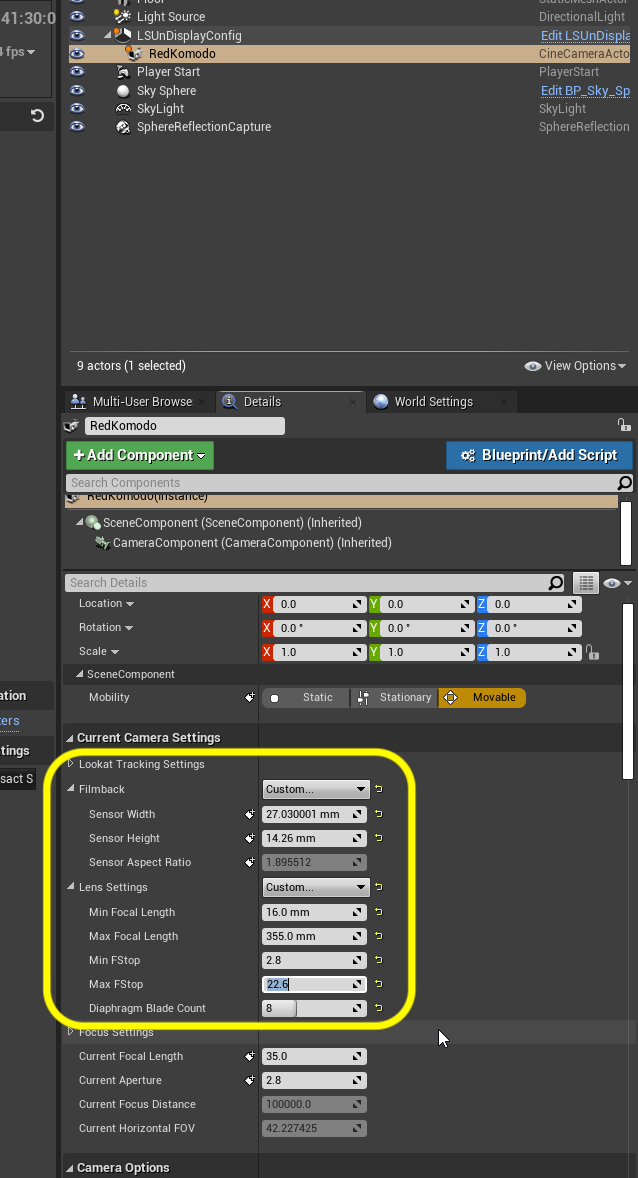 41:30:0
4 fps
Floor StaticMeshActor
Light Source DirectionalLight
LSUnDisplayConfig Edit LSUnDispla
RedKomodo CineCameraActo
Player Start PlayerStart
Sky Sphere Edit BP_Sky_Sp
SkyLight SkyLight
SphereReflectionCapture SphereReflection
9 actors (1 selected) View Options
Multi-User Browse Details World Settings
RedKomodo
+Add Component Blueprint/Add Script
Search Components
RedKomodo(Instance)
SceneComponent (SceneComponent) (Inherited)
CameraComponent (CameraComponent) (Inherited)
Search Details
Location X 0.0 Y 0.0 Z 0.0
Rotation X 0.0 ° Y 0.0 ° Z 0.0 °
Scale X 1.0 Y 1.0 Z 1.0
SceneComponent
ation
Mobility Static Stationary Movable
ters
Current Camera Settings
tings
Lookat Tracking Settings
sact S
Filmback Custom...
Sensor Width 27.030001 mm
Sensor Height 14.26 mm
Sensor Aspect Ratio 1.895512
Lens Settings Custom...
Min Focal Length 16.0 mm
Max Focal Length 355.0 mm
Min FStop 2.8
Max FStop 22.6
Diaphragm Blade Count 8
Focus Settings
Current Focal Length 35.0
Current Aperture 2.8
Current Focus Distance 100000.0
Current Horizontal FOV 42.227425
Camera Options